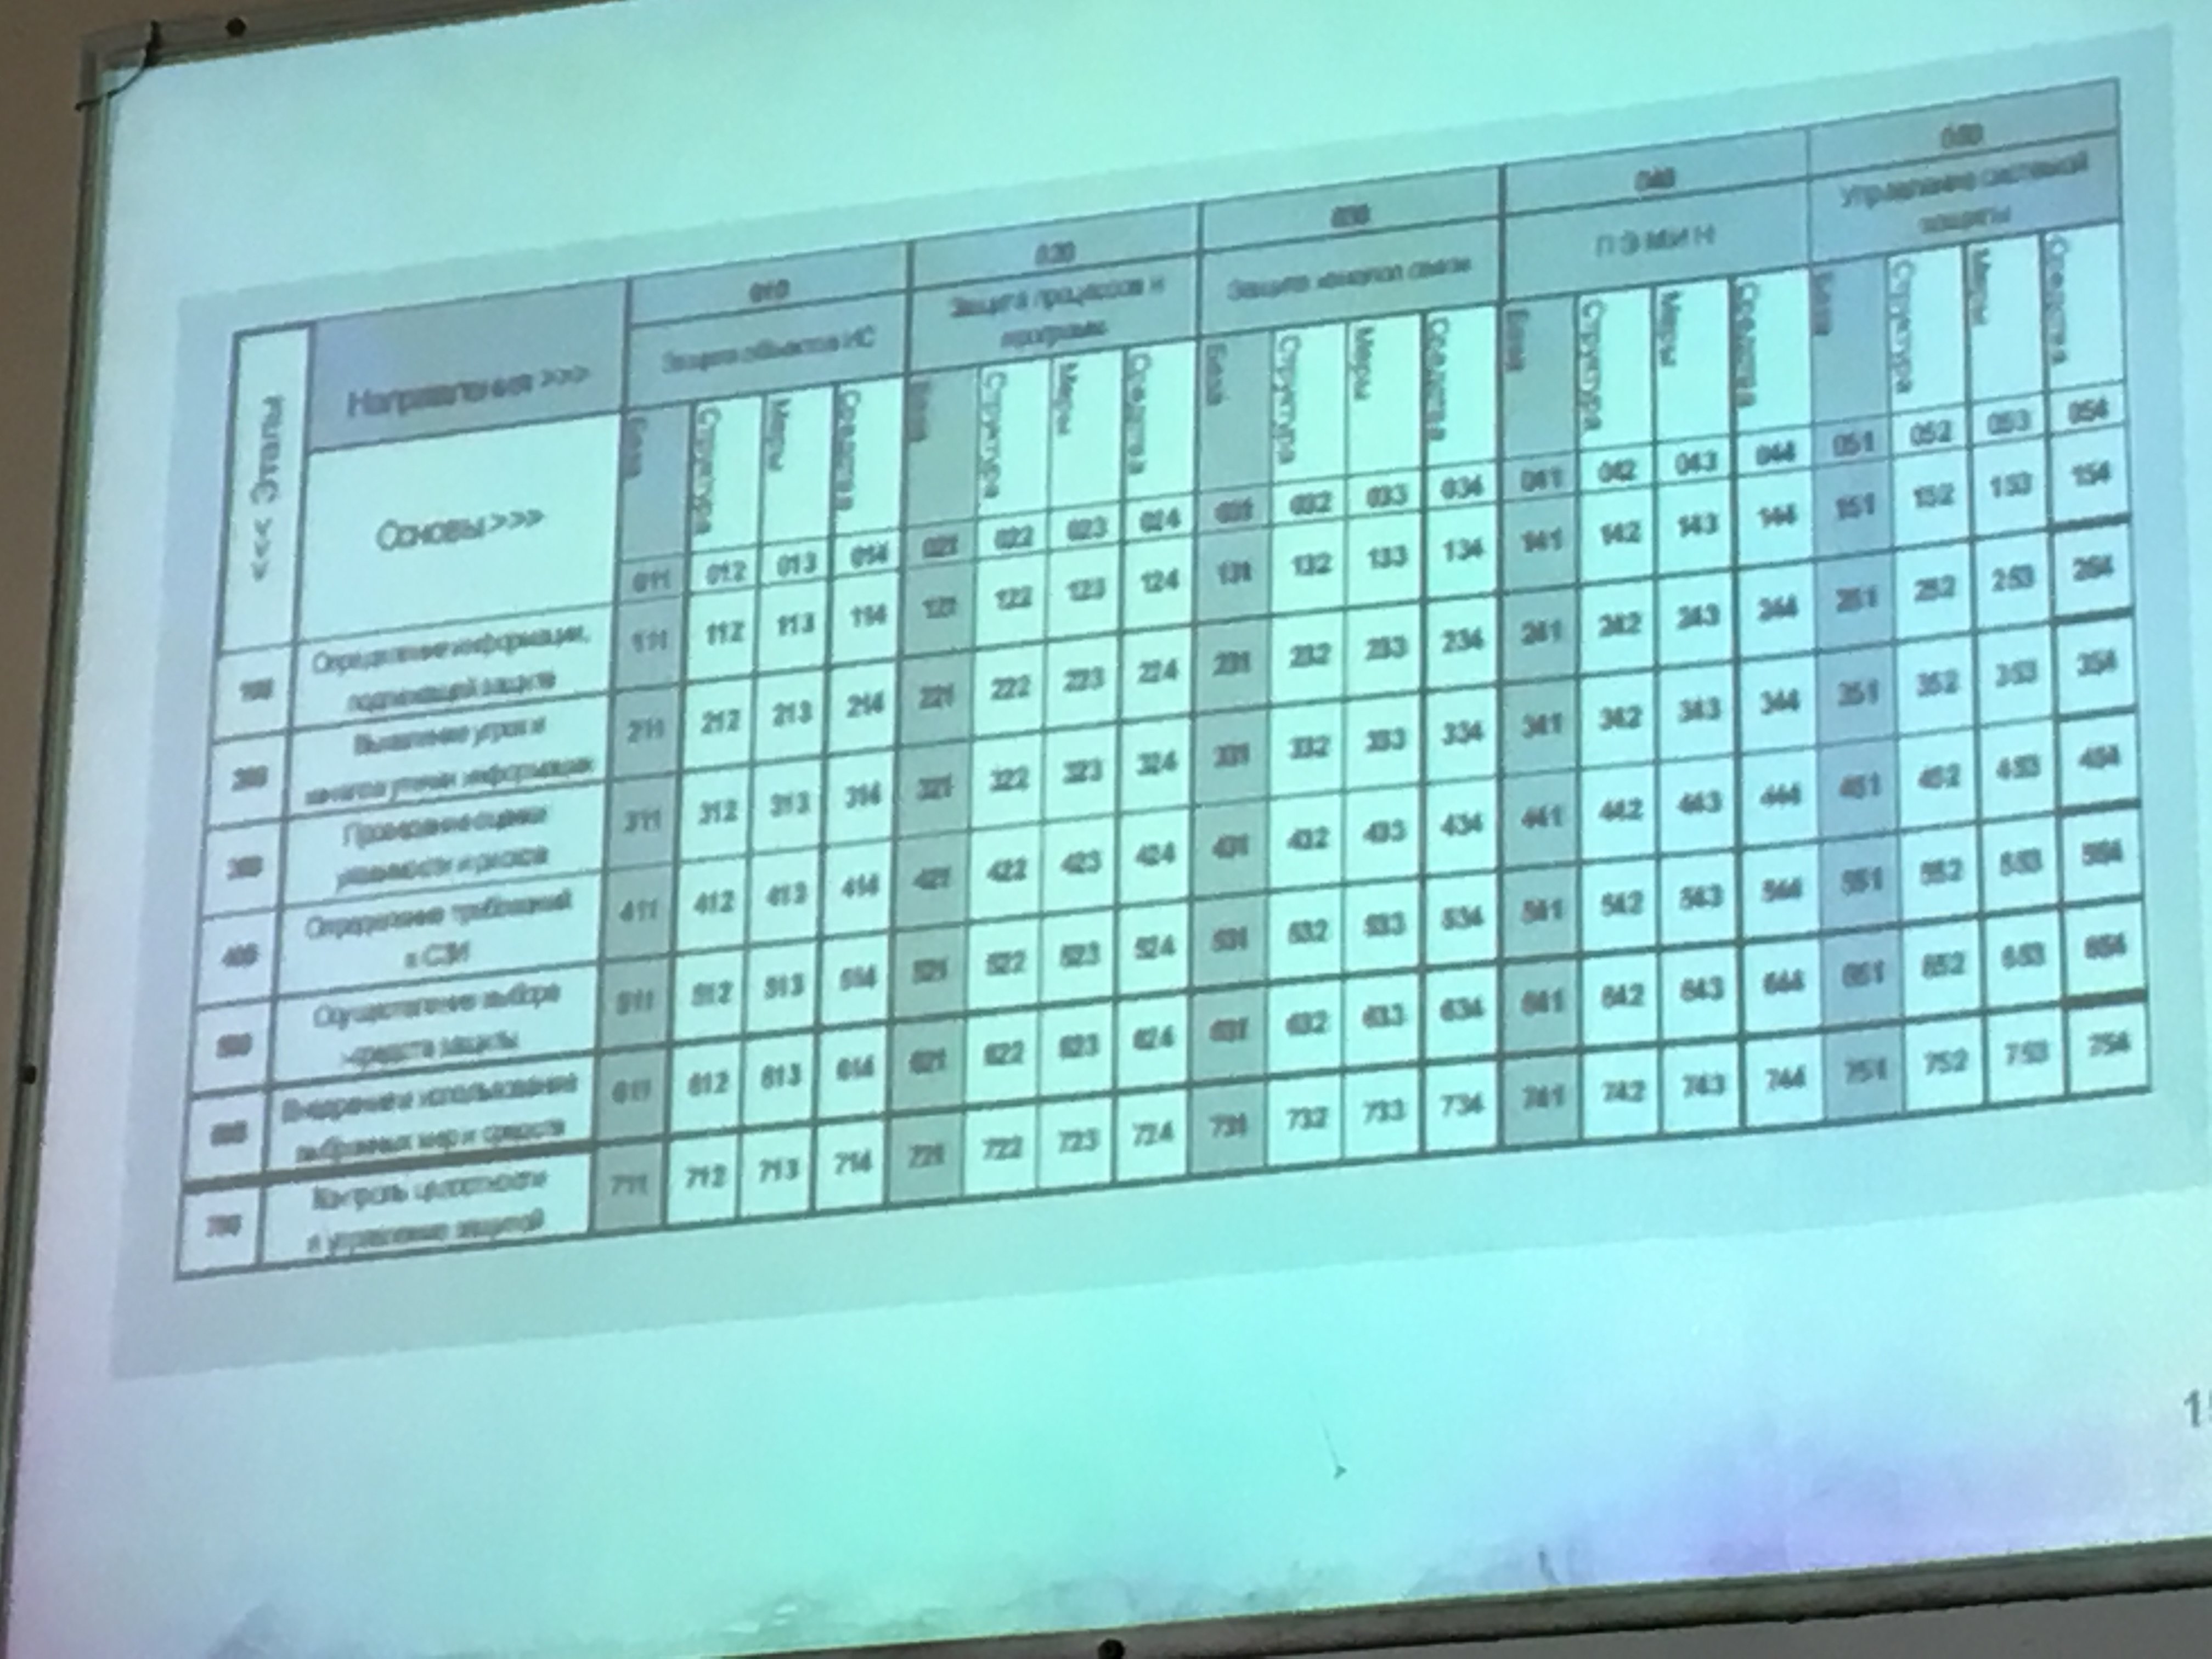 010 020 030 040 050
Этапы >>>
Направления >>>
Защита объектов ИС
Защита процессов и
программ
Защита каналов связи
ПЭМИН
Управление системой
защиты
Основы >>>
База Структура Меры Средства База Структура Меры Средства База Структура Меры Средства База Структура Меры Средства База Структура Меры Средства
011 012 013 014 021 022 023 024 031 032 033 034 041 042 043 044 051 052 053 054
100 Определение информации,
подлежащей защите
111 112 113 114 121 122 123 124 131 132 133 134 141 142 143 144 151 152 153 154
200 Выявление угроз и
каналов утечки информации
211 212 213 214 221 222 223 224 231 232 233 234 241 242 243 244 251 252 253 254
300 Проведение оценки
уязвимости и рисков
311 312 313 314 321 322 323 324 331 332 333 334 341 342 343 344 351 352 353 354
400 Определение требований
к СЗИ
411 412 413 414 421 422 423 424 431 432 433 434 441 442 443 444 451 452 453 454
500 Осуществление выбора
средств защиты
511 512 513 514 521 522 523 524 531 532 533 534 541 542 543 544 551 552 553 554
600 Внедрение и использование
выбранных мер и средств
611 612 613 614 621 622 623 624 631 632 633 634 641 642 643 644 651 652 653 654
700 Контроль целостности
и управление защитой
711 712 713 714 721 722 723 724 731 732 733 734 741 742 743 744 751 752 753 754